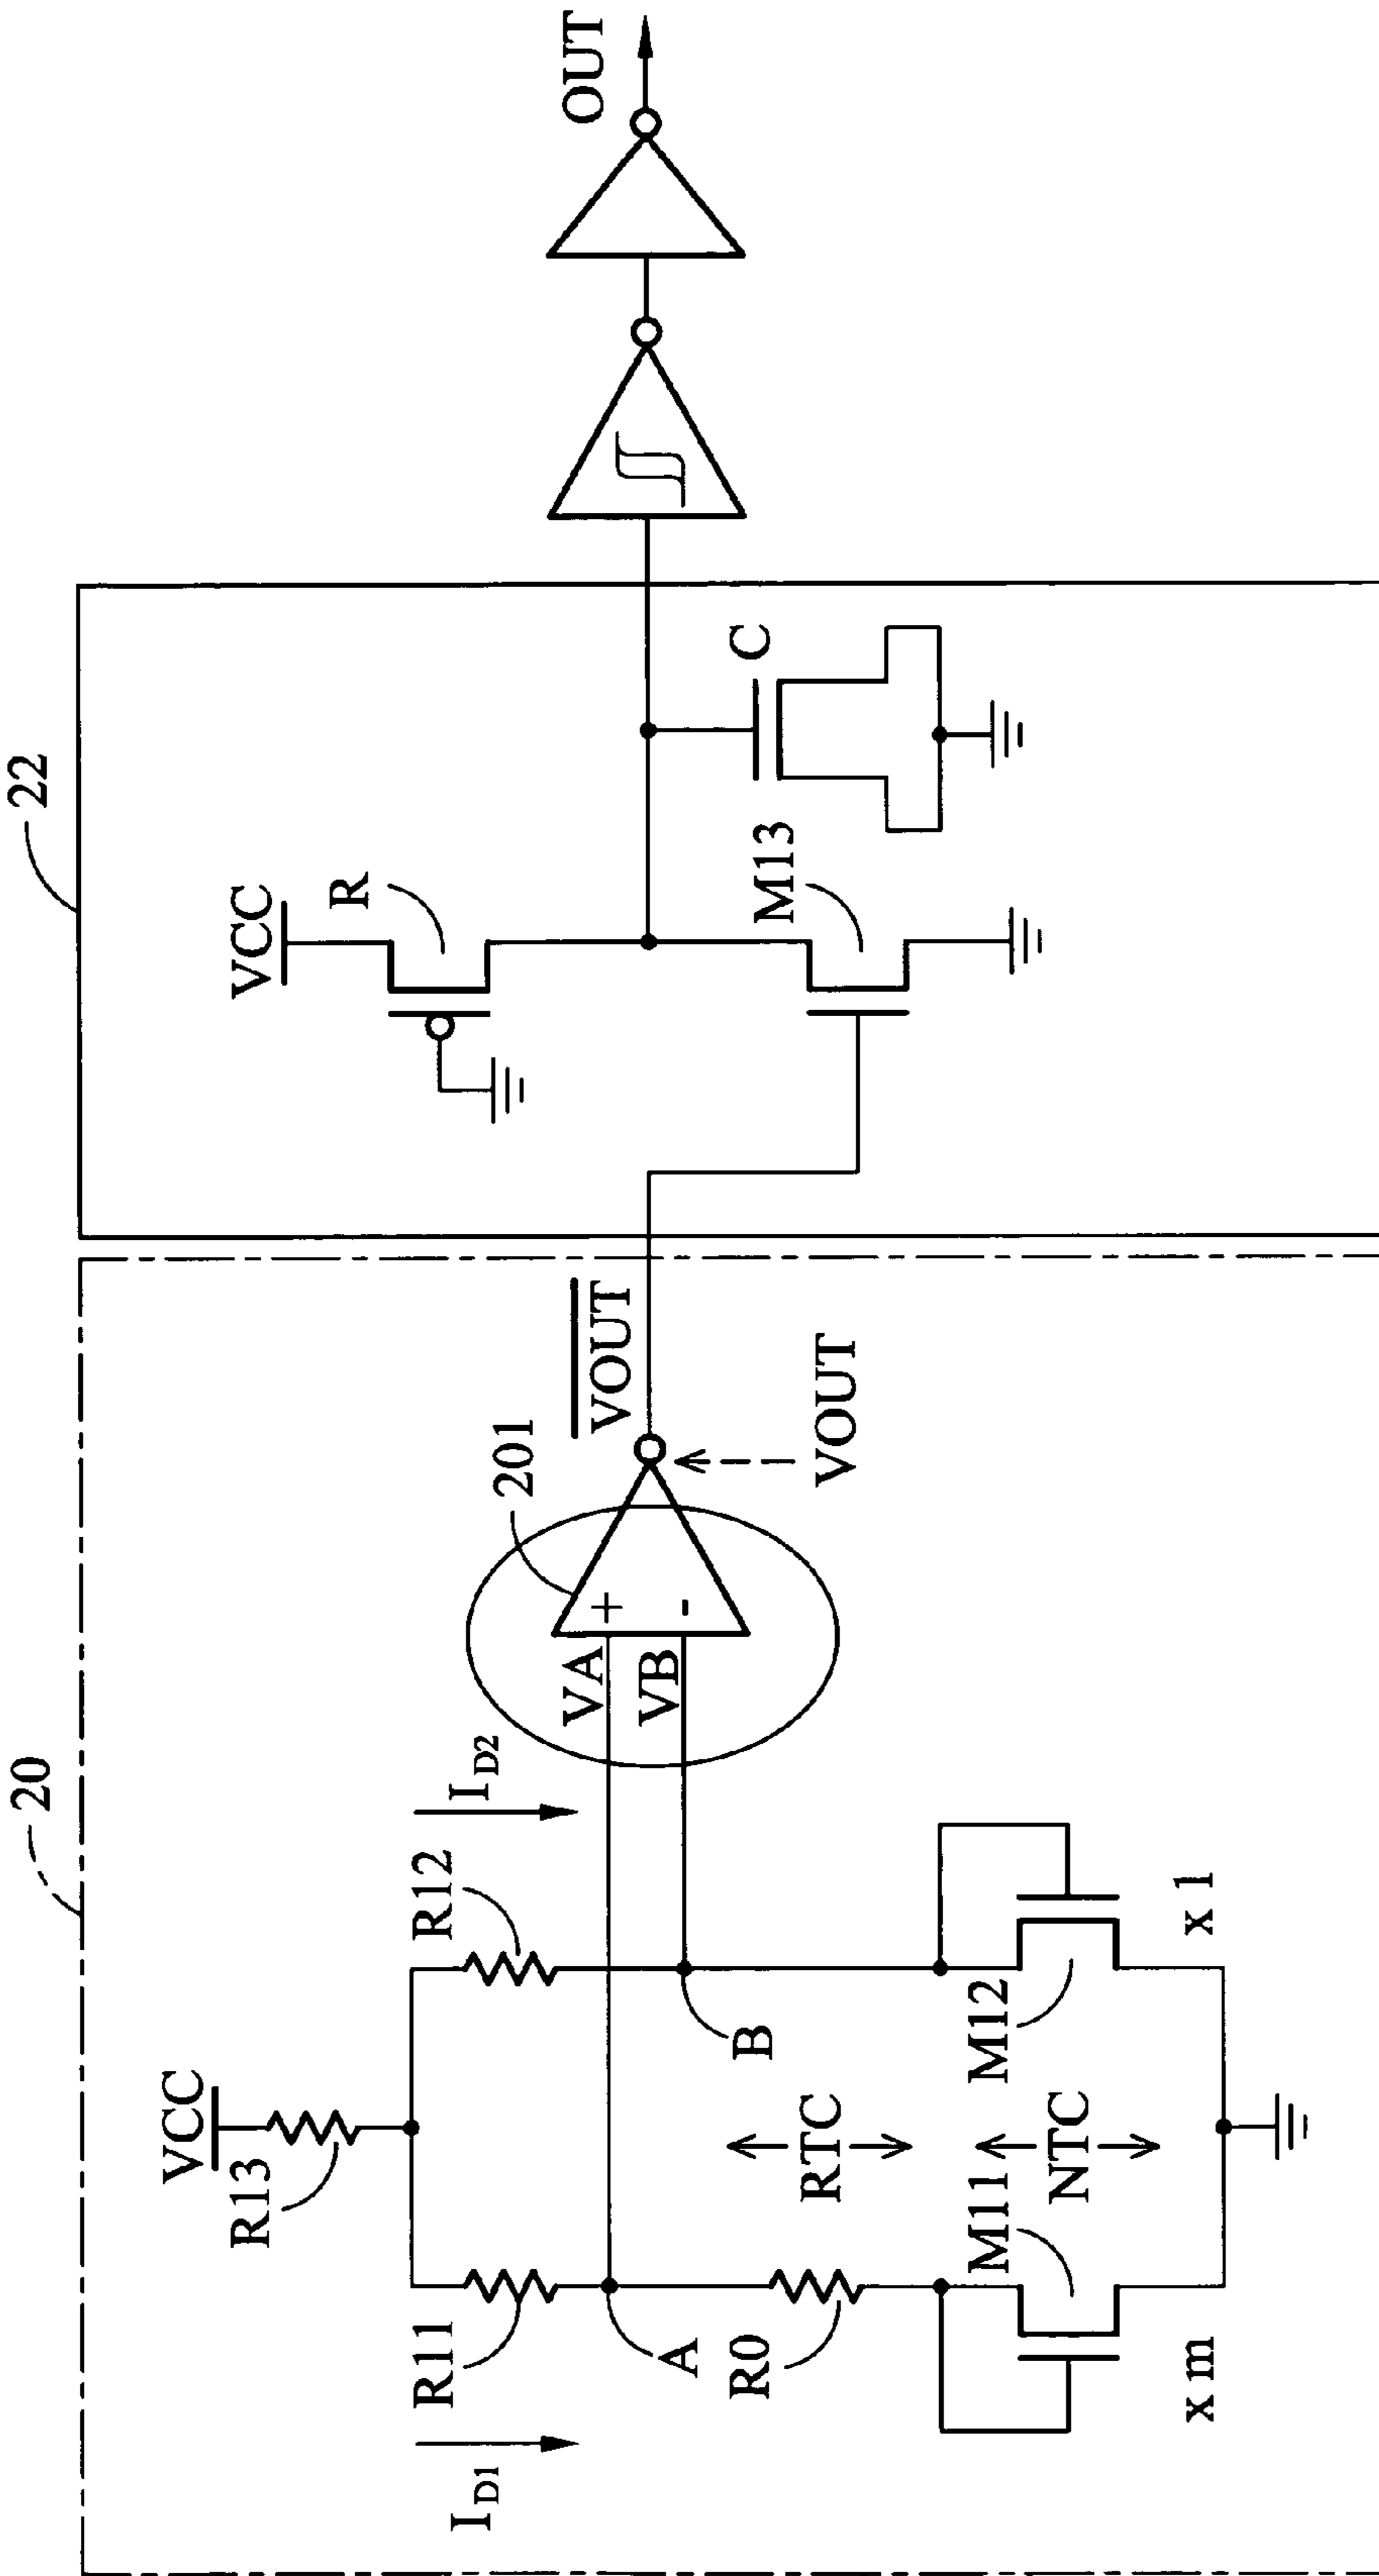 20
22
VCC
R13
R11
R12
I_D1
I_D2
A
B
VA
VB
+
-
201
VOUT
VOUT
R0
RTC
NTC
M11
M12
x m
x 1
VCC
R
M13
C
OUT